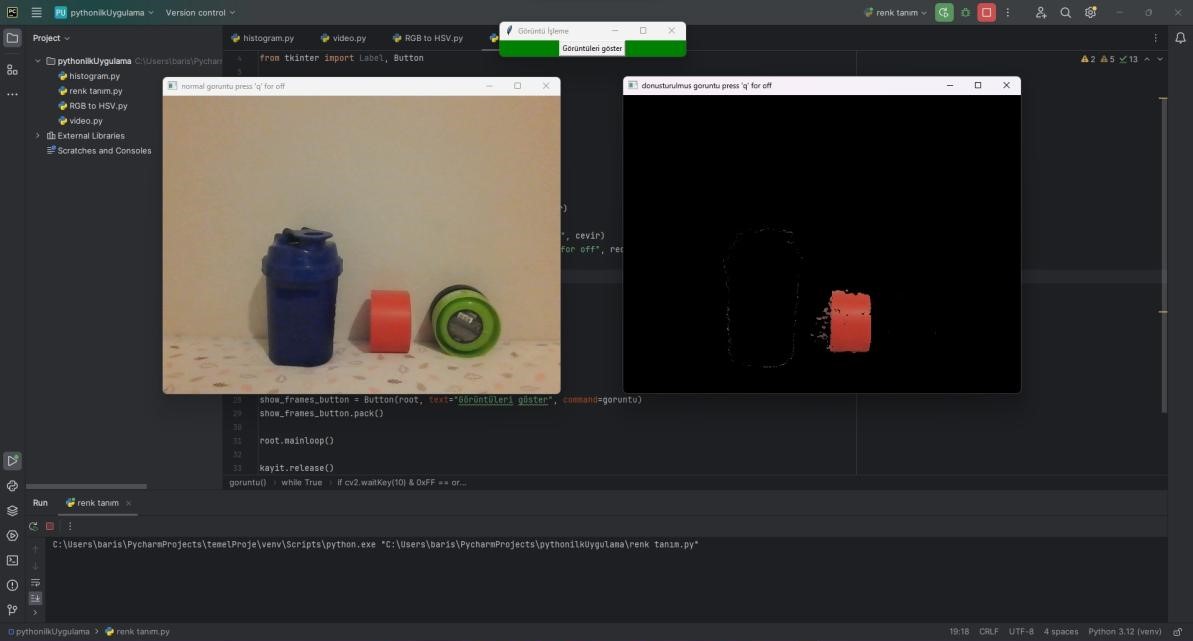 PC
PU pythonilkUygulama
Version control
renk tanım
Project
histogram.py
video.py
RGB to HSV.py
Görüntü İşleme
Görüntüleri göster
pythonilkUygulama C:\Users\baris\Pycharm
histogram.py
renk tanım.py
RGB to HSV.py
video.py
External Libraries
Scratches and Consoles
4 from tkinter import Label, Button
5
2 5 13
normal goruntu press 'q' for off
donusturulmus goruntu press 'q' for off
)
", cevir)
for off", red
28 show_frames_button = Button(root, text="Görüntüleri göster", command=goruntu)
29 show_frames_button.pack()
30
31 root.mainloop()
32
33 kayit.release()
goruntu() › while True › if cv2.waitKey(10) & 0xFF == or...
Run
renk tanım
C:\Users\baris\PycharmProjects\temelProje\venv\Scripts\python.exe "C:\Users\baris\PycharmProjects\pythonilkUygulama\renk tanım.py"
pythonilkUygulama › renk tanım.py
19:18 CRLF UTF-8 4 spaces Python 3.12 (venv)